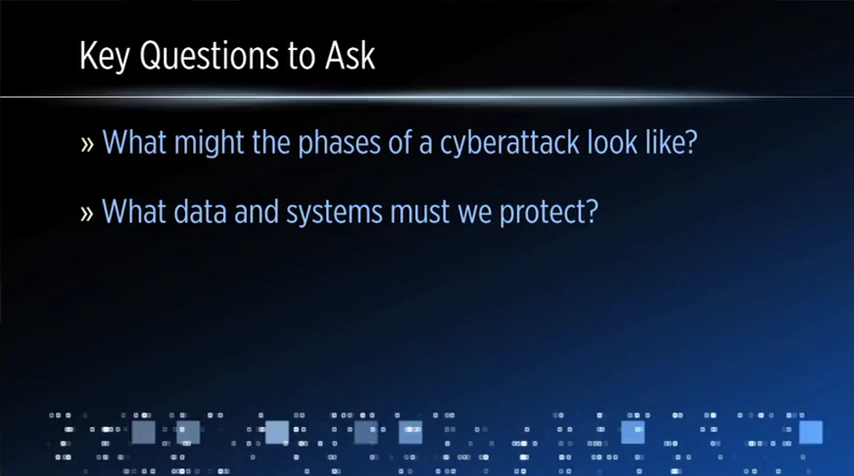 Key Questions to Ask
» What might the phases of a cyberattack look like?
» What data and systems must we protect?